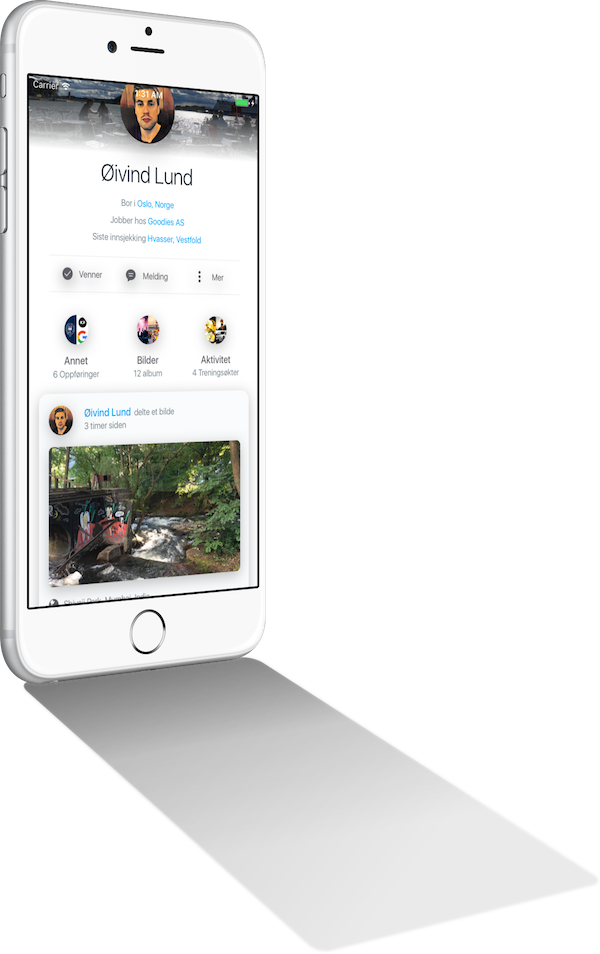 Carrier
7:31 AM
Øivind Lund
Bor i Oslo, Norge
Jobber hos Goodies AS
Siste innsjekking Hvasser, Vestfold
Venner Melding Mer
Annet Bilder Aktivitet
6 Oppføringer 12 album 4 Treningsøkter
Øivind Lund delte et bilde
3 timer siden